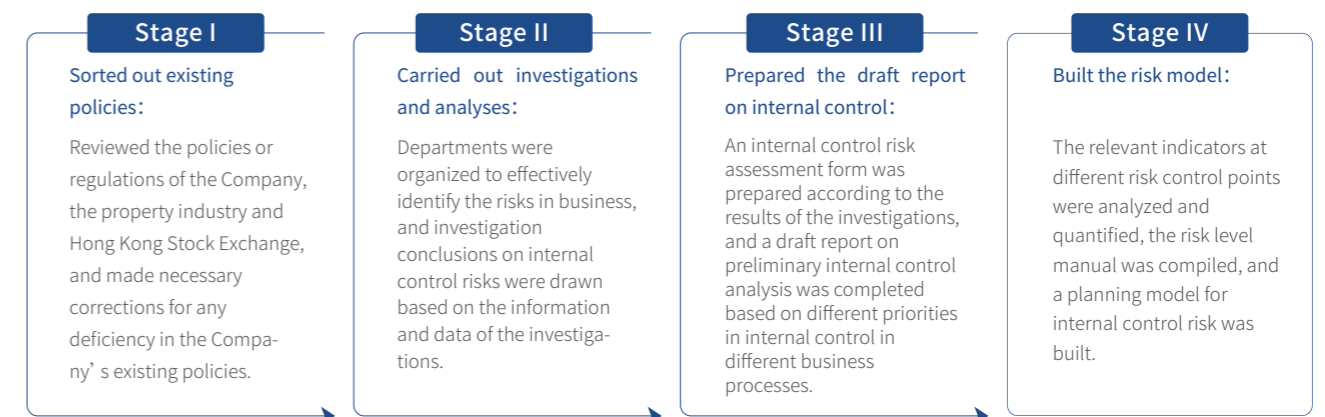 Stage I
Sorted out existing
policies：
Reviewed the policies or
regulations of the Company,
the property industry and
Hong Kong Stock Exchange,
and made necessary
corrections for any
deficiency in the Compa-
ny’s existing policies.
Stage II
Carried out investigations
and analyses：
Departments were
organized to effectively
identify the risks in business,
and investigation
conclusions on internal
control risks were drawn
based on the information
and data of the investiga-
tions.
Stage III
Prepared the draft report
on internal control：
An internal control risk
assessment form was
prepared according to the
results of the investigations,
and a draft report on
preliminary internal control
analysis was completed
based on different priorities
in internal control in
different business
processes.
Stage IV
Built the risk model：
The relevant indicators at
different risk control points
were analyzed and
quantified, the risk level
manual was compiled, and
a planning model for
internal control risk was
built.